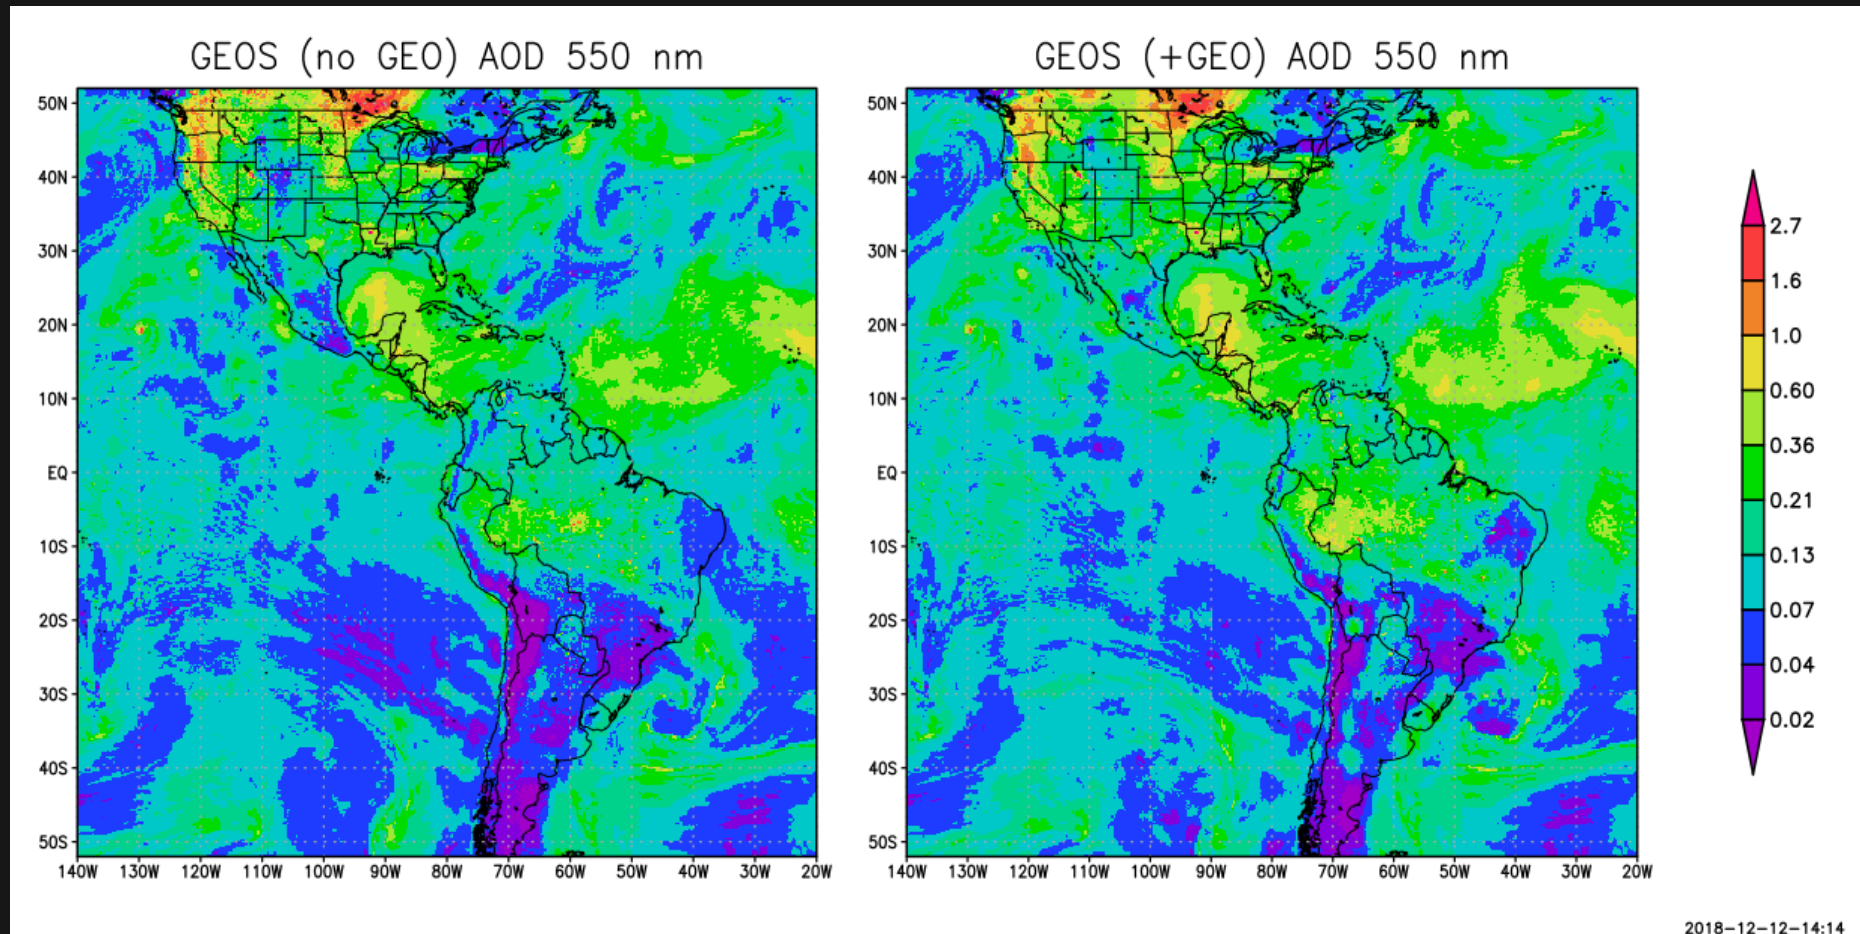 GEOS (no GEO) AOD 550 nm
GEOS (+GEO) AOD 550 nm
50N
40N
30N
20N
10N
EQ
10S
20S
30S
40S
50S
140W 130W 120W 110W 100W 90W 80W 70W 60W 50W 40W 30W 20W
50N
40N
30N
20N
10N
EQ
10S
20S
30S
40S
50S
140W 130W 120W 110W 100W 90W 80W 70W 60W 50W 40W 30W 20W
2.7
1.6
1.0
0.60
0.36
0.21
0.13
0.07
0.04
0.02
2018-12-12-14:14